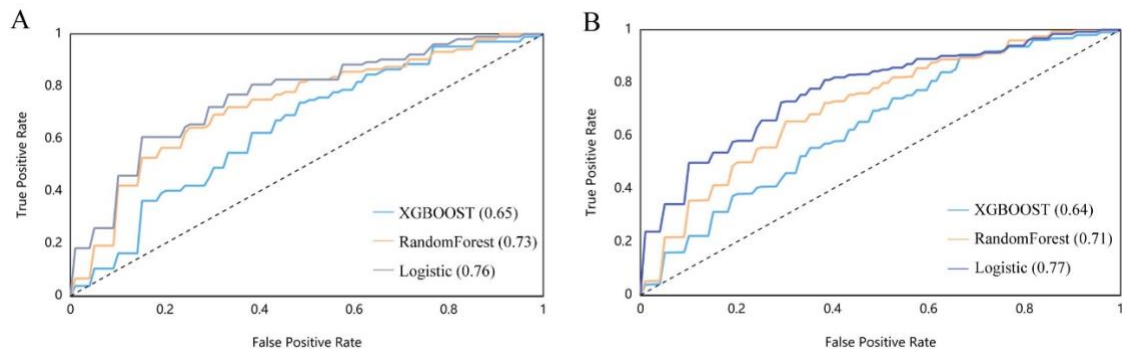 A
True Positive Rate
1
0.8
0.6
0.4
0.2
0
0
0.2
0.4
0.6
0.8
1
False Positive Rate
XGBOOST (0.65)
RandomForest (0.73)
Logistic (0.76)
B
True Positive Rate
1
0.8
0.6
0.4
0.2
0
0
0.2
0.4
0.6
0.8
1
False Positive Rate
XGBOOST (0.64)
RandomForest (0.71)
Logistic (0.77)